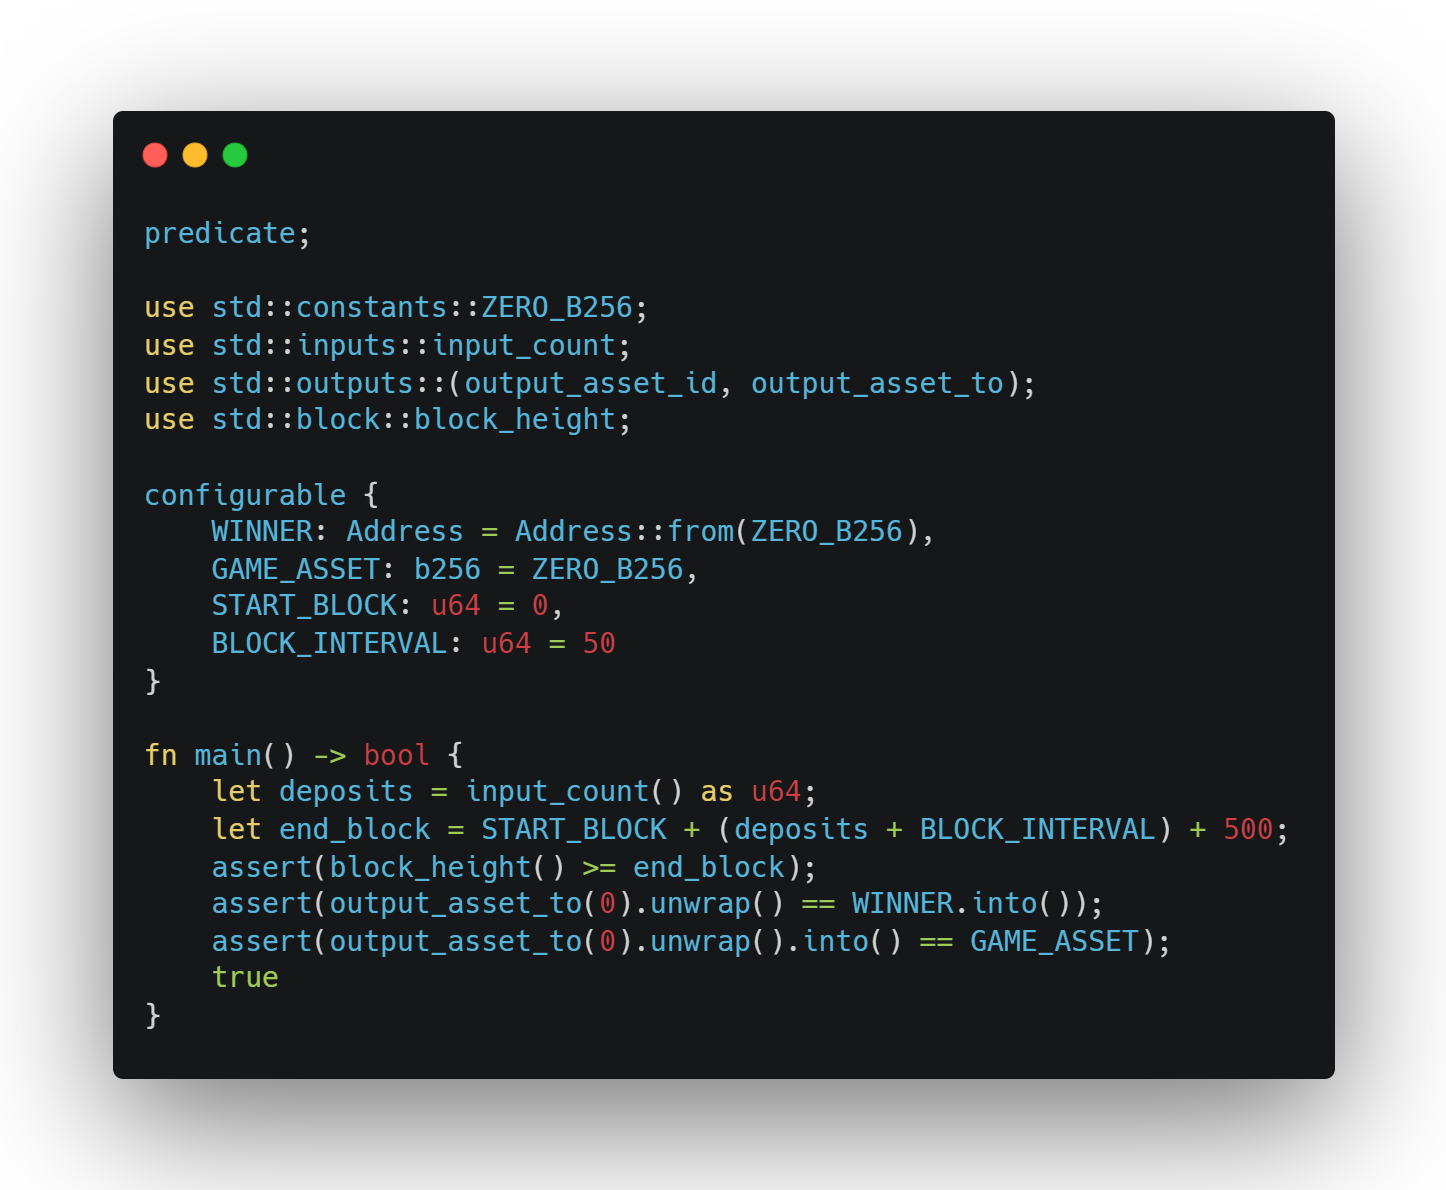 predicate;
use std::constants::ZERO_B256;
use std::inputs::input_count;
use std::outputs::(output_asset_id, output_asset_to);
use std::block::block_height;
configurable {
    WINNER: Address = Address::from(ZERO_B256),
    GAME_ASSET: b256 = ZERO_B256,
    START_BLOCK: u64 = 0,
    BLOCK_INTERVAL: u64 = 50
}
fn main() -> bool {
    let deposits = input_count() as u64;
    let end_block = START_BLOCK + (deposits + BLOCK_INTERVAL) + 500;
    assert(block_height() >= end_block);
    assert(output_asset_to(0).unwrap() == WINNER.into());
    assert(output_asset_to(0).unwrap().into() == GAME_ASSET);
    true
}